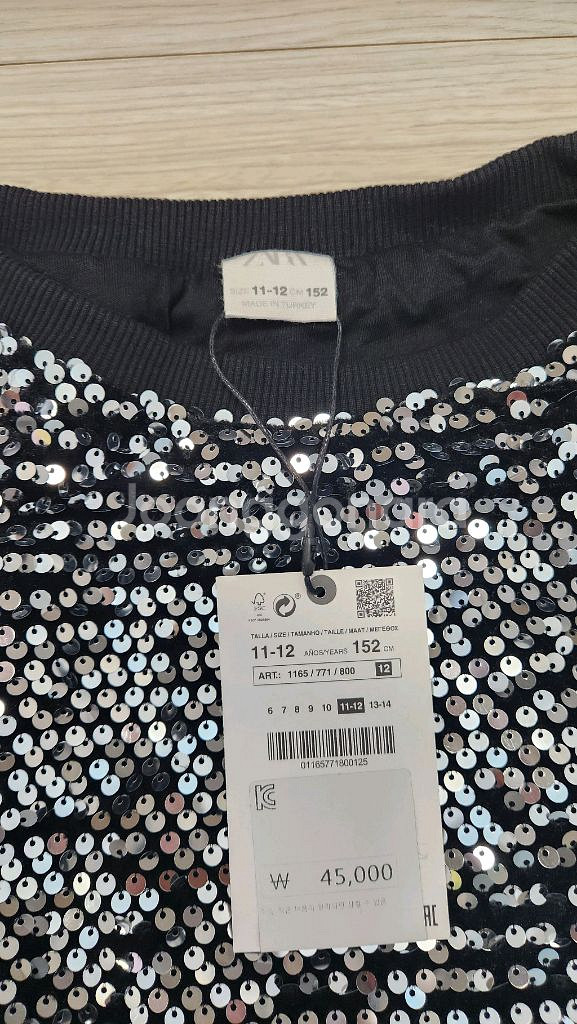 ZARA
SIZE 11-12 CM 152
MADE IN TURKEY
FSC
TALLA / SIZE / TAMANHO / TAILLE / MAAT / ΜΕΓΕΘΟΣ
11-12 AÑOS/YEARS 152 CM
ART.: 1165 / 771 / 800 12
6 7 8 9 10 11-12 13-14
01165771800125
KC
₩ 45,000